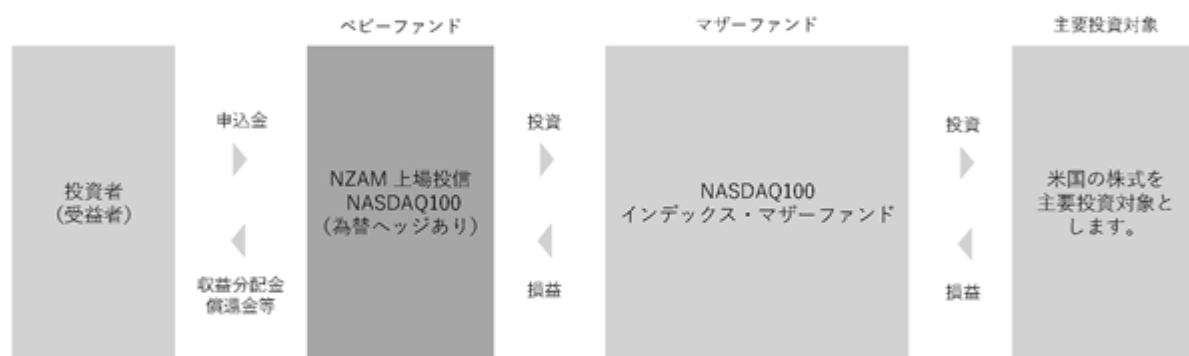 ベビーファンド
マザーファンド
主要投資対象
申込金
投資
投資
投資者
(受益者)
NZAM 上場投信
NASDAQ100
(為替ヘッジあり)
NASDAQ100
インデックス・マザーファンド
米国の株式を
主要投資対象と
します。
収益分配金
償還金等
損益
損益